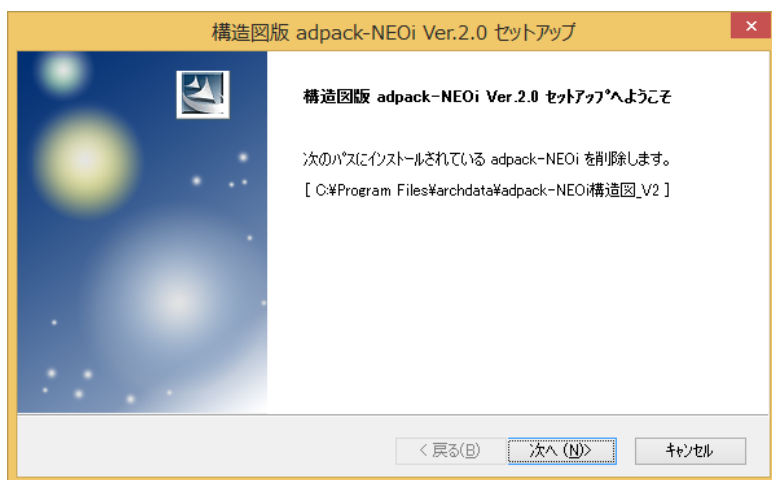 構造図版 adpack-NEOi Ver.2.0 セットアップ
×
構造図版 adpack-NEOi Ver.2.0 ｾｯﾄｱｯﾌﾟへようこそ
次のﾊﾟｽにｲﾝｽﾄｰﾙされている adpack-NEOi を削除します。
[ C:¥Program Files¥archdata¥adpack-NEOi構造図_V2 ]
< 戻る(B)
次へ (N)>
ｷｬﾝｾﾙ